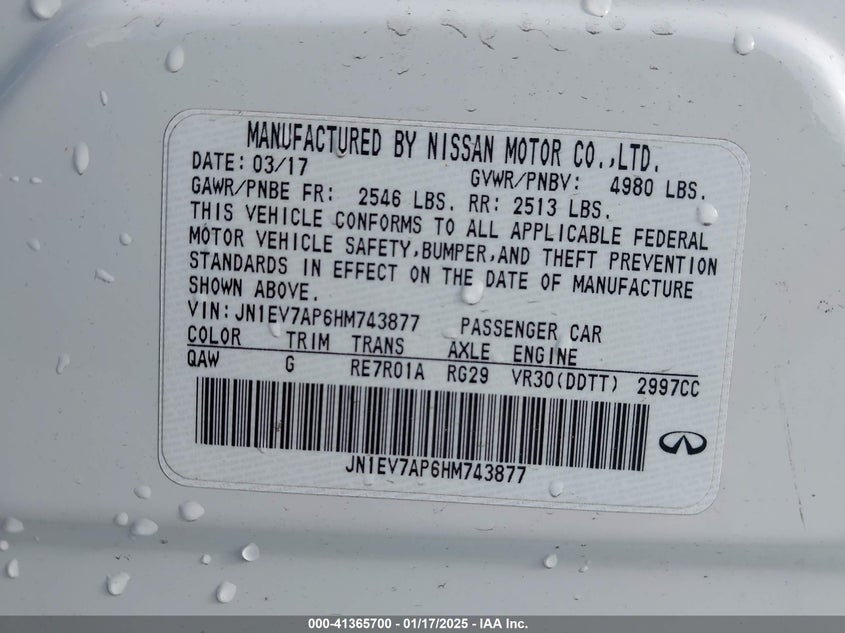 MANUFACTURED BY NISSAN MOTOR CO.,LTD.
DATE: 03/17 GVWR/PNBV: 4980 LBS.
GAWR/PNBE FR: 2546 LBS. RR: 2513 LBS.
THIS VEHICLE CONFORMS TO ALL APPLICABLE FEDERAL
MOTOR VEHICLE SAFETY,BUMPER,AND THEFT PREVENTION
STANDARDS IN EFFECT ON THE DATE OF MANUFACTURE
SHOWN ABOVE.
VIN: JN1EV7AP6HM743877 PASSENGER CAR
COLOR TRIM TRANS AXLE ENGINE
QAW G RE7R01A RG29 VR30(DDTT) 2997CC
JN1EV7AP6HM743877
000-41365700 - 01/17/2025 - IAA Inc.